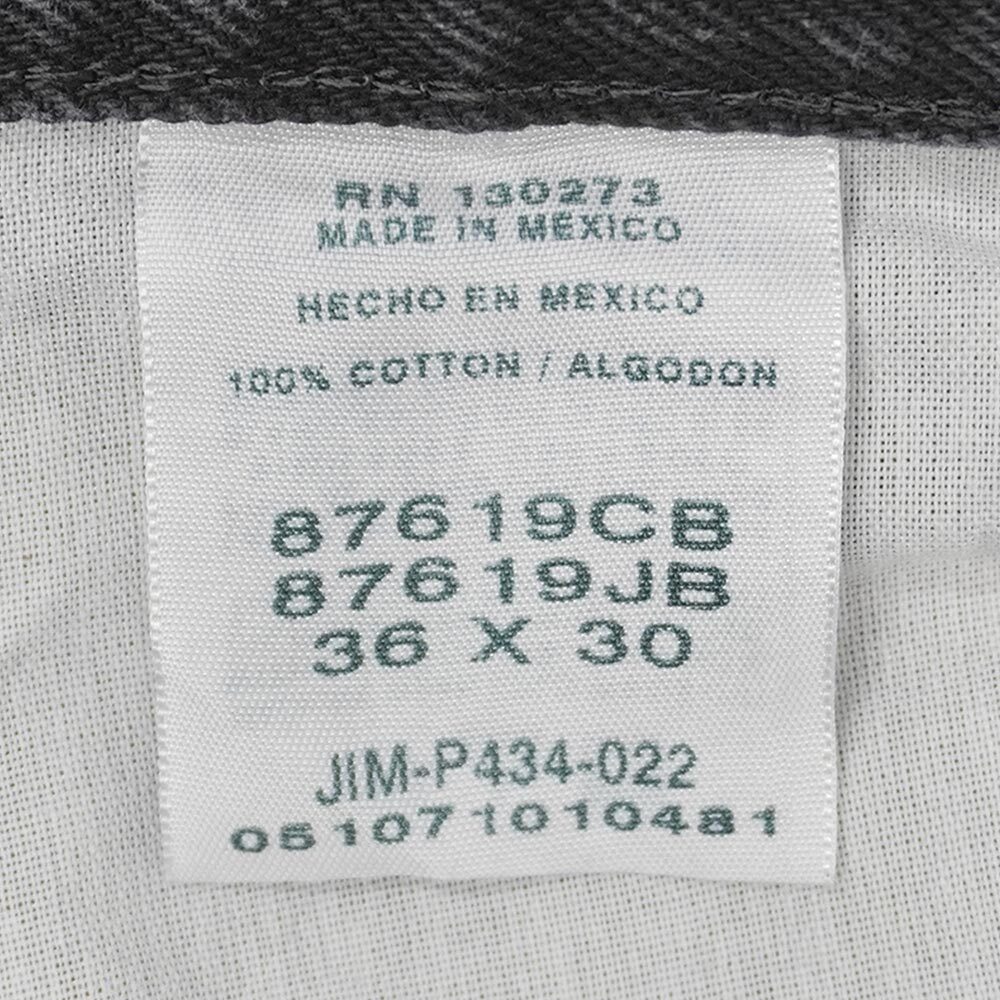 RN 130273
MADE IN MEXICO
HECHO EN MEXICO
100% COTTON / ALGODON
87619CB
87619JB
36 X 30
JIM-P434-022
051071010481